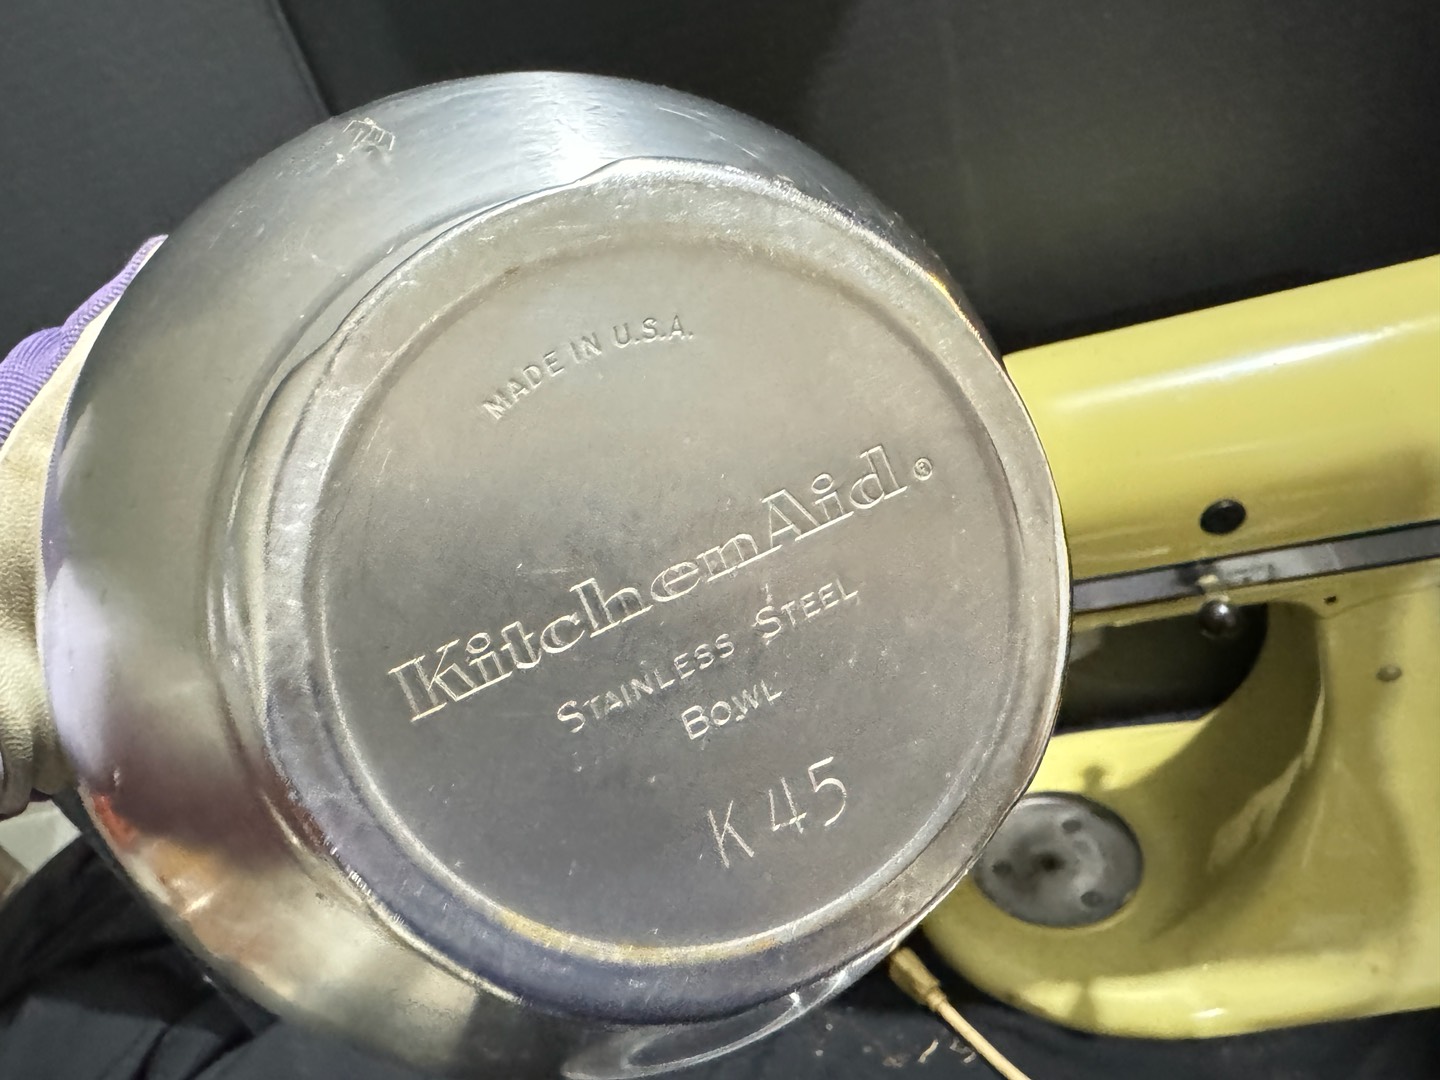 MADE IN U.S.A.
KitchenAid®
STAINLESS STEEL
BOWL
K45